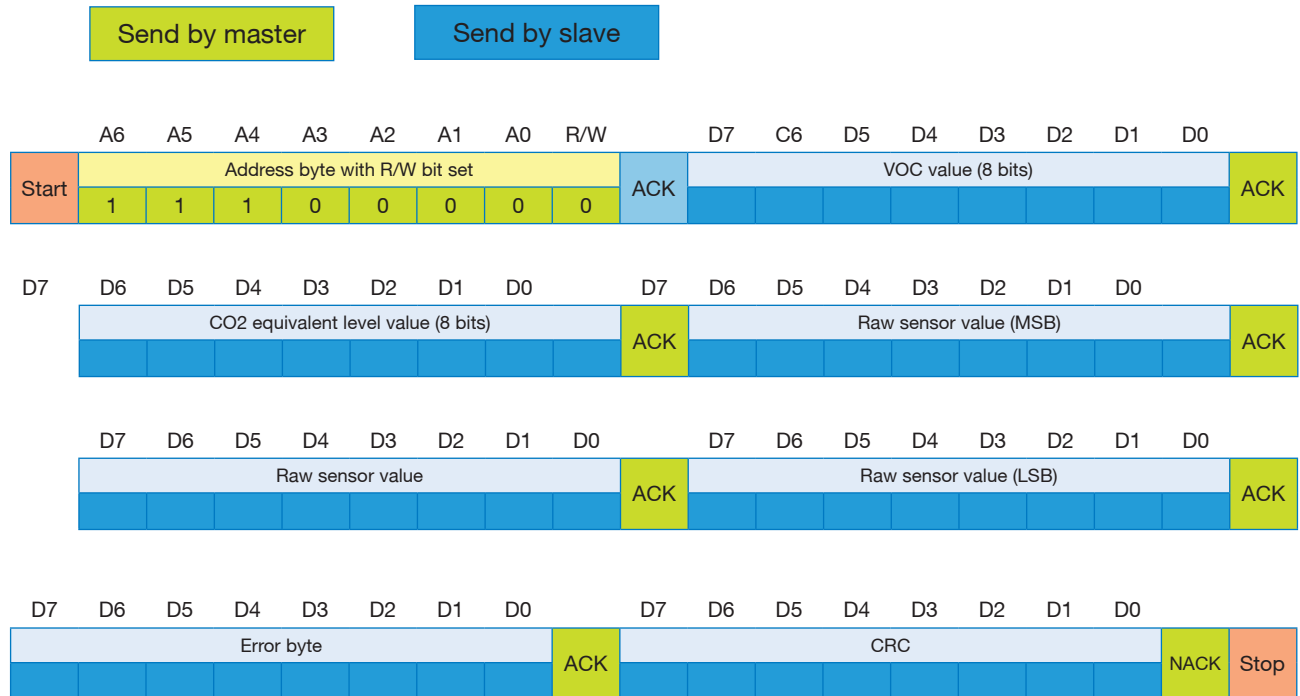 Send by master Send by slave
A6 A5 A4 A3 A2 A1 A0 R/W D7 C6 D5 D4 D3 D2 D1 D0
Start Address byte with R/W bit set ACK VOC value (8 bits) ACK
1 1 1 0 0 0 0 0
D7 D6 D5 D4 D3 D2 D1 D0 D7 D6 D5 D4 D3 D2 D1 D0
CO2 equivalent level value (8 bits) ACK Raw sensor value (MSB) ACK
D7 D6 D5 D4 D3 D2 D1 D0 D7 D6 D5 D4 D3 D2 D1 D0
Raw sensor value ACK Raw sensor value (LSB) ACK
D7 D6 D5 D4 D3 D2 D1 D0 D7 D6 D5 D4 D3 D2 D1 D0
Error byte ACK CRC NACK Stop